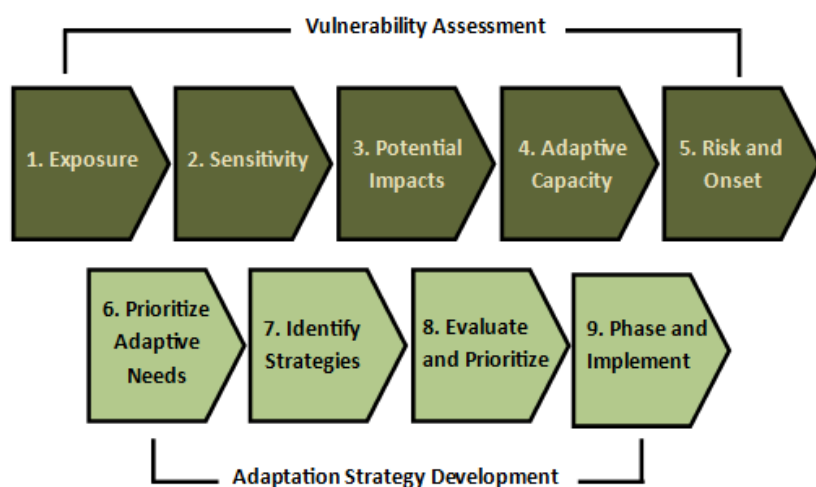 Vulnerability Assessment
1. Exposure
2. Sensitivity
3. Potential
Impacts
4. Adaptive
Capacity
5. Risk and
Onset
6. Prioritize
Adaptive
Needs
7. Identify
Strategies
8. Evaluate
and Prioritize
9. Phase and
Implement
Adaptation Strategy Development